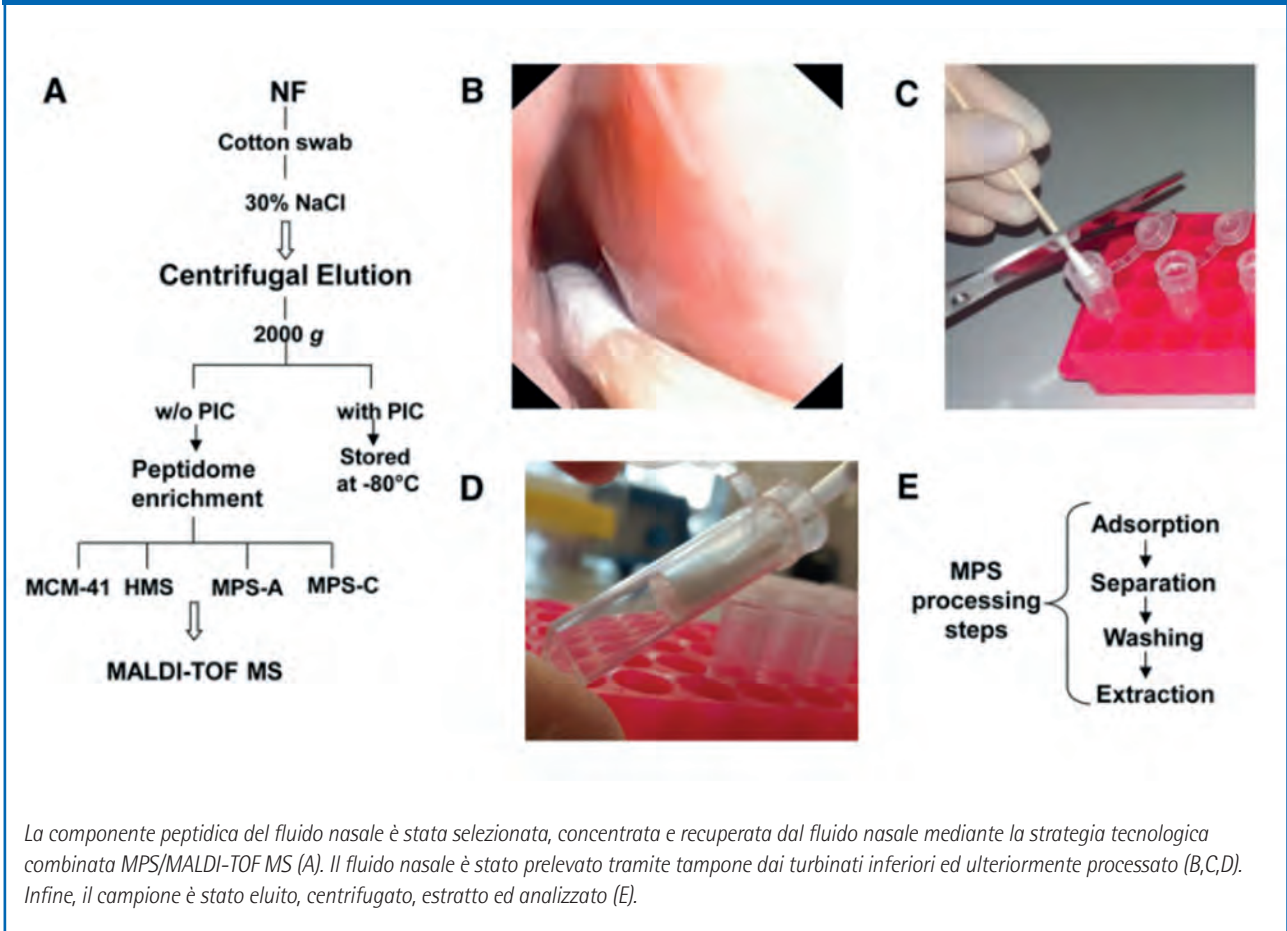 A
NF
Cotton swab
30% NaCl
Centrifugal Elution
2000 g
w/o PIC
with PIC
Peptidome
enrichment
Stored
at -80°C
MCM-41 HMS MPS-A MPS-C
MALDI-TOF MS
B
C
D
E
MPS
processing
steps
Adsorption
Separation
Washing
Extraction
La componente peptidica del fluido nasale è stata selezionata, concentrata e recuperata dal fluido nasale mediante la strategia tecnologica
combinata MPS/MALDI-TOF MS (A). Il fluido nasale è stato prelevato tramite tampone dai turbinati inferiori ed ulteriormente processato (B,C,D).
Infine, il campione è stato eluito, centrifugato, estratto ed analizzato (E).